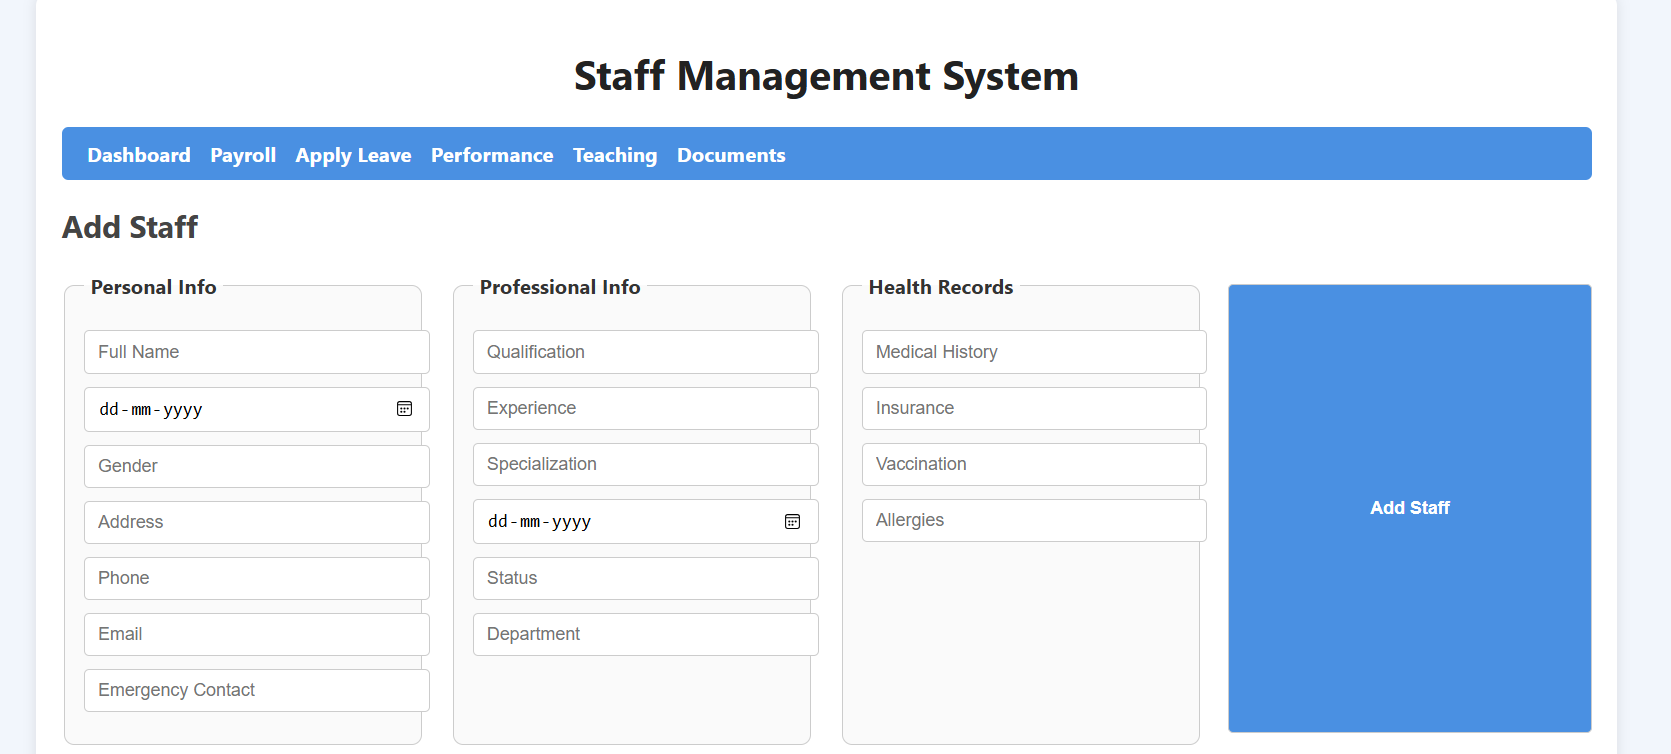 Staff Management System
Dashboard Payroll Apply Leave Performance Teaching Documents
Add Staff
Personal Info
Full Name
dd-mm-yyyy
Gender
Address
Phone
Email
Emergency Contact
Professional Info
Qualification
Experience
Specialization
dd-mm-yyyy
Status
Department
Health Records
Medical History
Insurance
Vaccination
Allergies
Add Staff